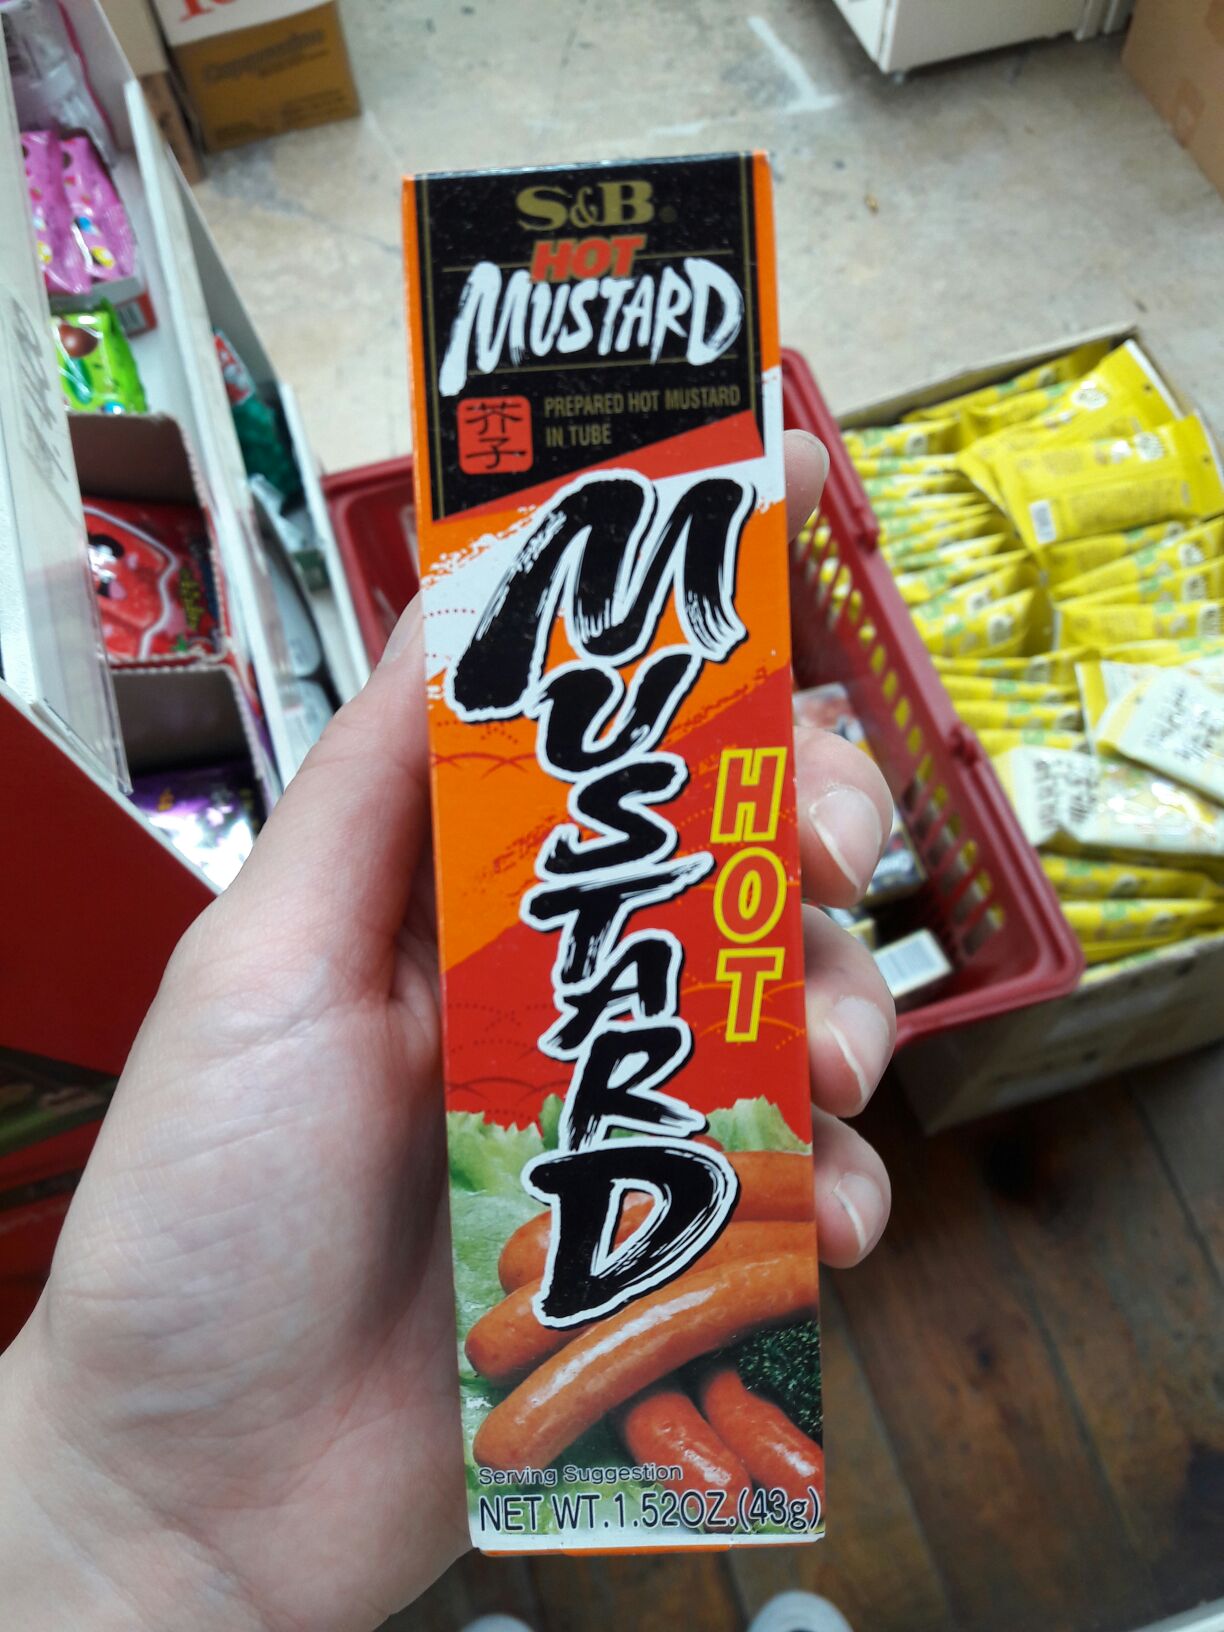 S&B®
HOT
MUSTARD
芥子
PREPARED HOT MUSTARD
IN TUBE
MUSTARD
HOT
Serving Suggestion
NET WT.1.52OZ.(43g)